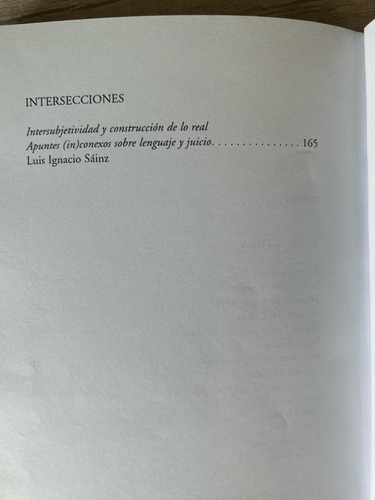 INTERSECCIONES
Intersubjetividad y construcción de lo real
Apuntes (in)conexos sobre lenguaje y juicio. . . . . . . . . . . . . . . 165
Luis Ignacio Sáinz